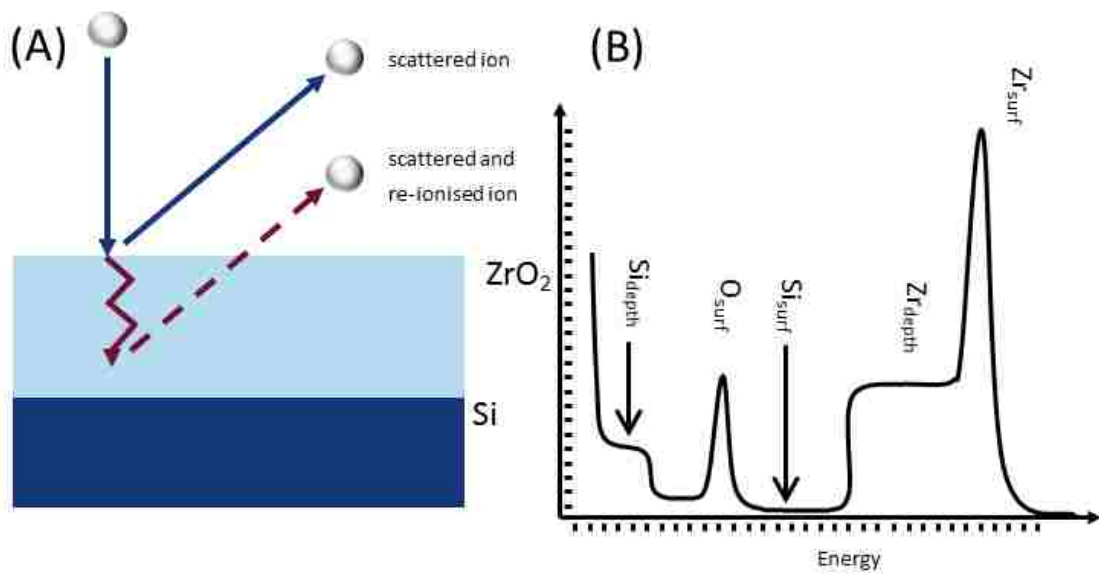 (A)
scattered ion
scattered and
re-ionised ion
ZrO2
Si
(B)
Sidepth
Osurf
Sisurf
Zrdepth
Zrsurf
Energy